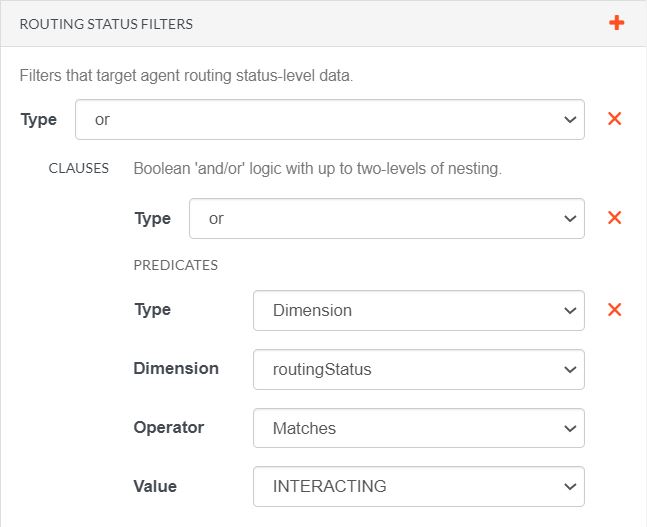 ROUTING STATUS FILTERS
Filters that target agent routing status-level data.
Type or
CLAUSES Boolean 'and/or' logic with up to two-levels of nesting.
Type or
PREDICATES
Type Dimension
Dimension routingStatus
Operator Matches
Value INTERACTING